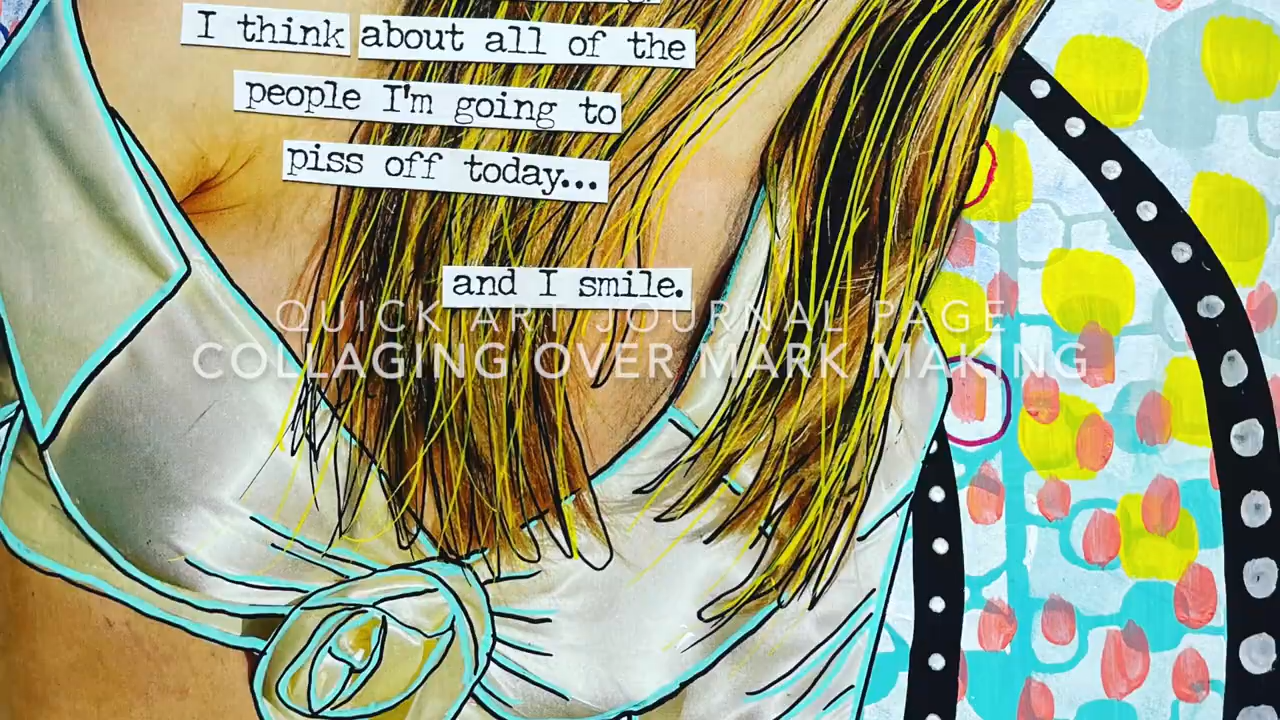 I think about all of the
people I'm going to
piss off today...
and I smile.
QUICK ART JOURNAL PAGE
COLLAGING OVER MARK MAKING